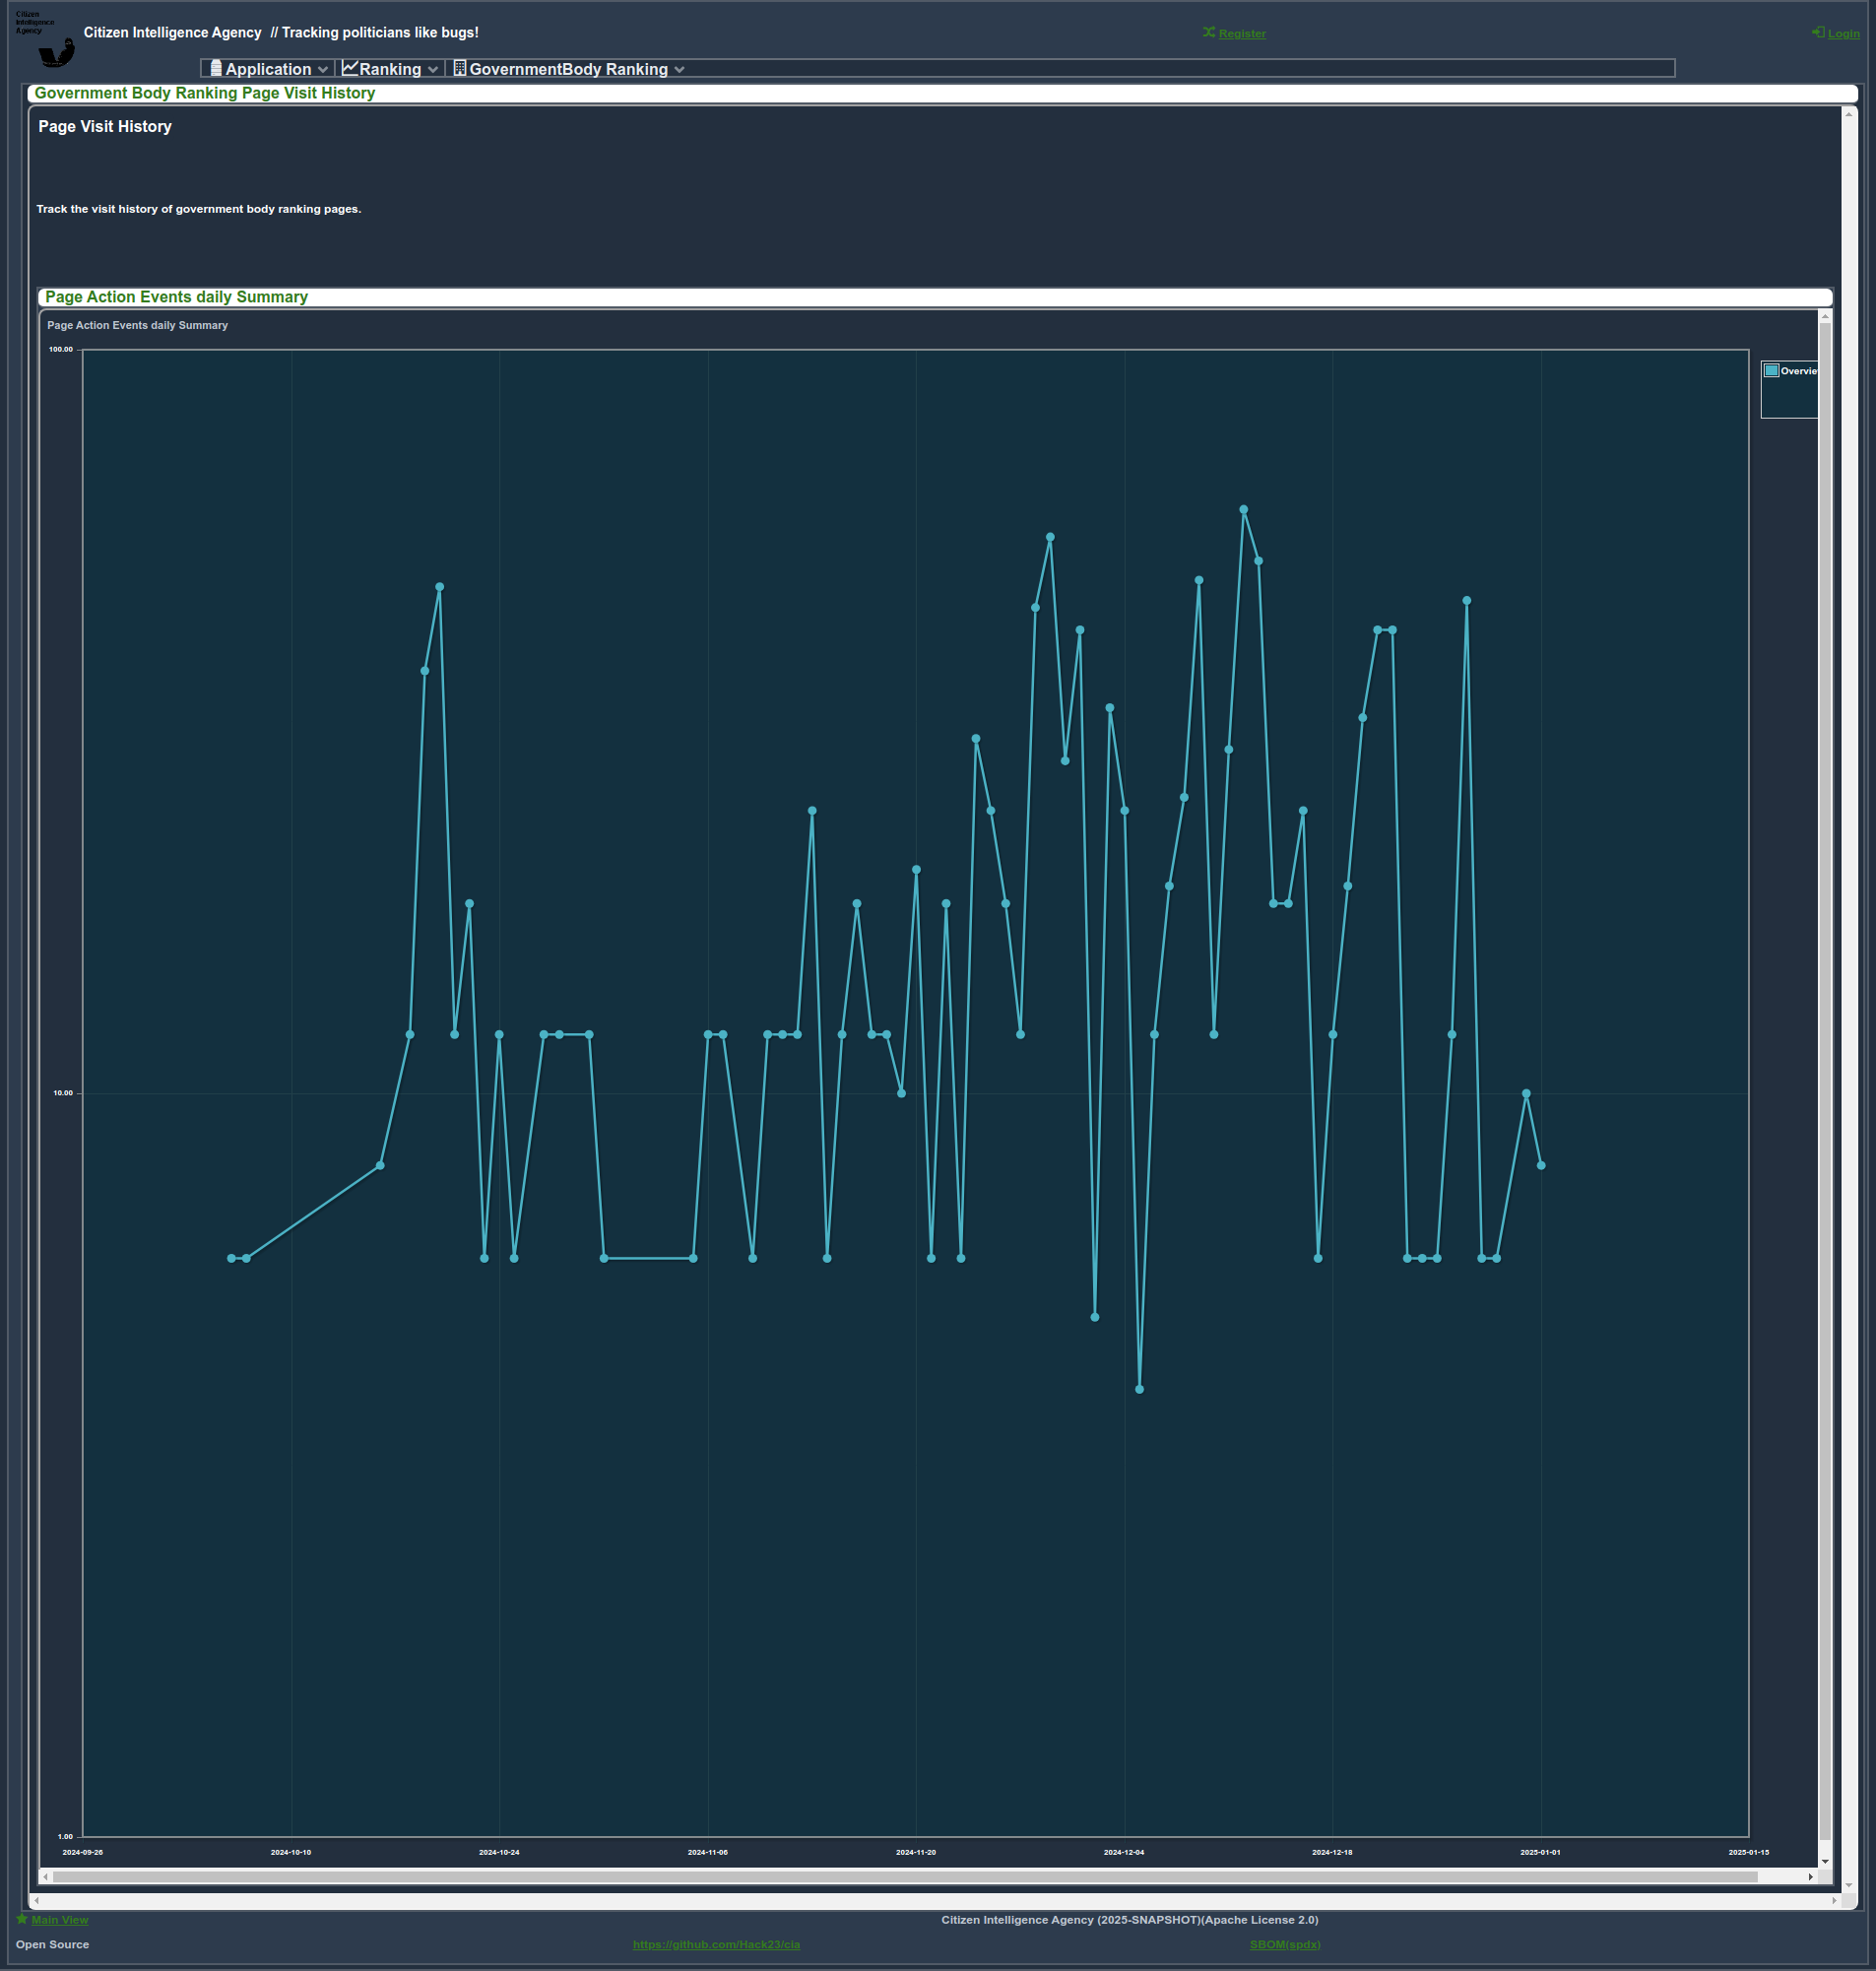 Citizen
Intelligence
Agency
Citizen Intelligence Agency // Tracking politicians like bugs!
Register
Login
Application
Ranking
GovernmentBody Ranking
Government Body Ranking Page Visit History
Page Visit History
Track the visit history of government body ranking pages.
Page Action Events daily Summary
Page Action Events daily Summary
100.00
Overvie
10.00
1.00
2024-09-26
2024-10-10
2024-10-24
2024-11-06
2024-11-20
2024-12-04
2024-12-18
2025-01-01
2025-01-15
Main View
Citizen Intelligence Agency (2025-SNAPSHOT)(Apache License 2.0)
Open Source
https://github.com/Hack23/cia
SBOM(spdx)